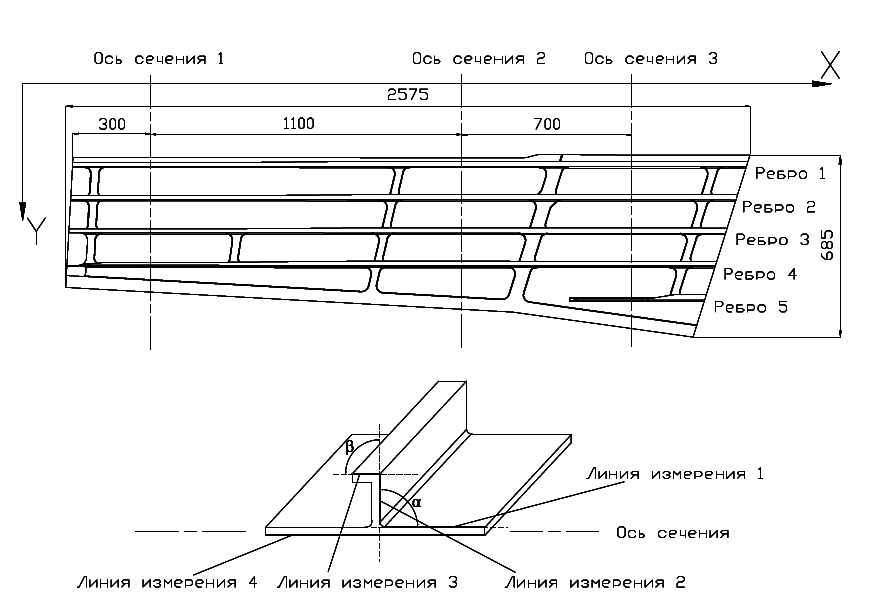 Ось сечения 1
Ось сечения 2
Ось сечения 3
X
2575
300
1100
700
Ребро 1
Ребро 2
Y
Ребро 3
685
Ребро 4
Ребро 5
β
Линия измерения 1
α
Ось сечения
Линия измерения 4
Линия измерения 3
Линия измерения 2